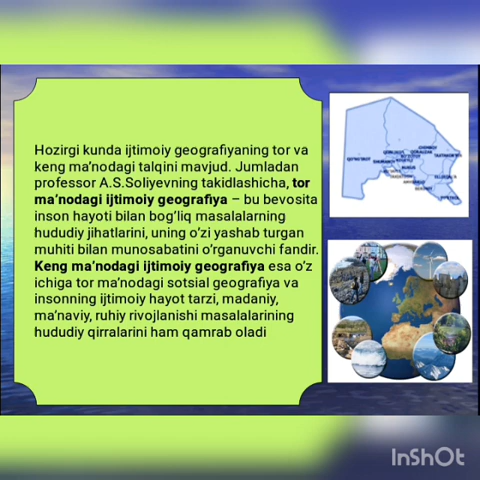 Hozirgi kunda ijtimoiy geografiyaning tor va
keng ma’nodagi talqini mavjud. Jumladan
professor A.S.Soliyevning takidlashicha, tor
ma’nodagi ijtimoiy geografiya – bu bevosita
inson hayoti bilan bog’liq masalalarning
hududiy jihatlarini, uning o’zi yashab turgan
muhiti bilan munosabatini o’rganuvchi fandir.
Keng ma’nodagi ijtimoiy geografiya esa o’z
ichiga tor ma’nodagi sotsial geografiya va
insonning ijtimoiy hayot tarzi, madaniy,
ma’naviy, ruhiy rivojlanishi masalalarining
hududiy qirralarini ham qamrab oladi
InShOt